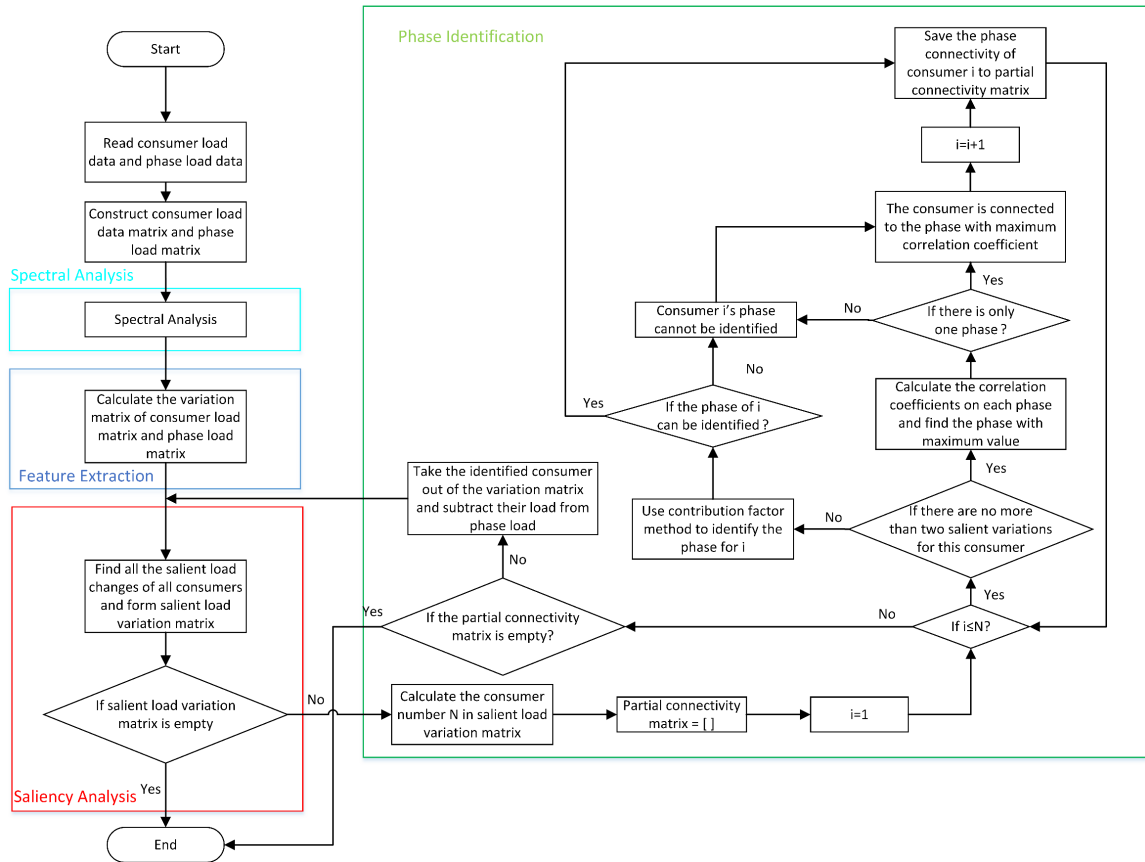 Start
Read consumer load
data and phase load data
Construct consumer load
data matrix and phase
load matrix
Spectral Analysis
Spectral Analysis
Calculate the variation
matrix of consumer load
matrix and phase load
matrix
Feature Extraction
Find all the salient load
changes of all consumers
and form salient load
variation matrix
If salient load variation
matrix is empty
No
Yes
Saliency Analysis
End
Phase Identification
Save the phase
connectivity of
consumer i to partial
connectivity matrix
i=i+1
The consumer is connected
to the phase with maximum
correlation coefficient
Yes
If there is only
one phase ?
No
Consumer i's phase
cannot be identified
No
Yes
If the phase of i
can be identified ?
Calculate the correlation
coefficients on each phase
and find the phase with
maximum value
Yes
If there are no more
than two salient variations
for this consumer
No
Use contribution factor
method to identify the
phase for i
Take the identified consumer
out of the variation matrix
and subtract their load from
phase load
No
Yes
If the partial connectivity
matrix is empty?
No
Yes
If i≤N?
Calculate the consumer
number N in salient load
variation matrix
Partial connectivity
matrix = [ ]
i=1